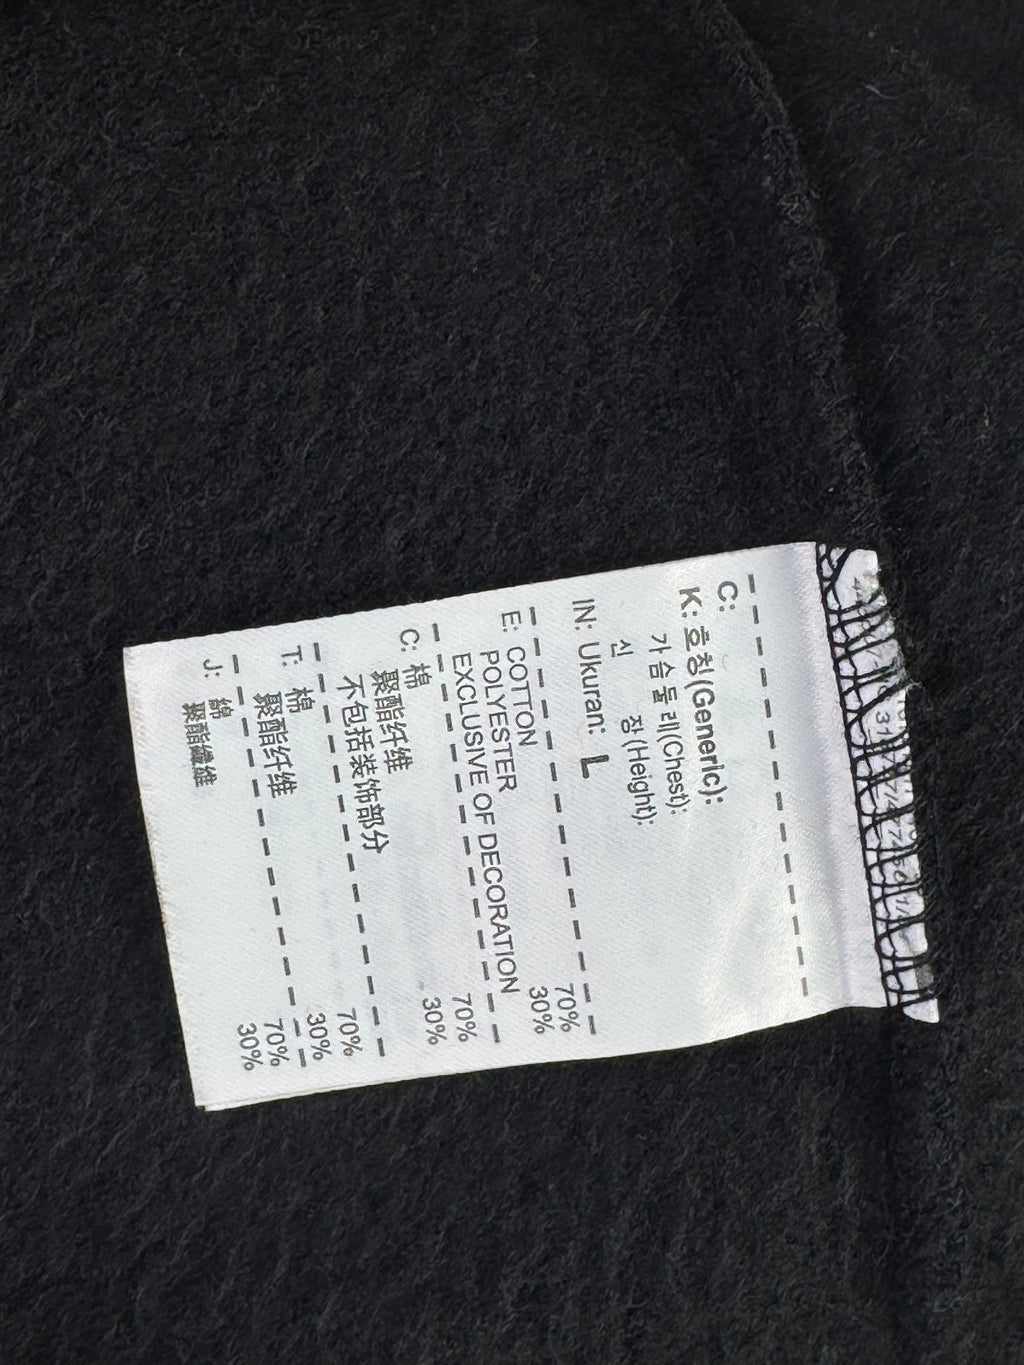 C:
K: 호칭(Generic):
가슴둘레(Chest):
신 장(Height):
IN: Ukuran: L
E: COTTON 70%
POLYESTER 30%
EXCLUSIVE OF DECORATION
C: 棉 70%
聚酯纤维 30%
不包括装饰部分
T: 棉 70%
聚酯纤维 30%
J: 綿 70%
聚酯纖維 30%